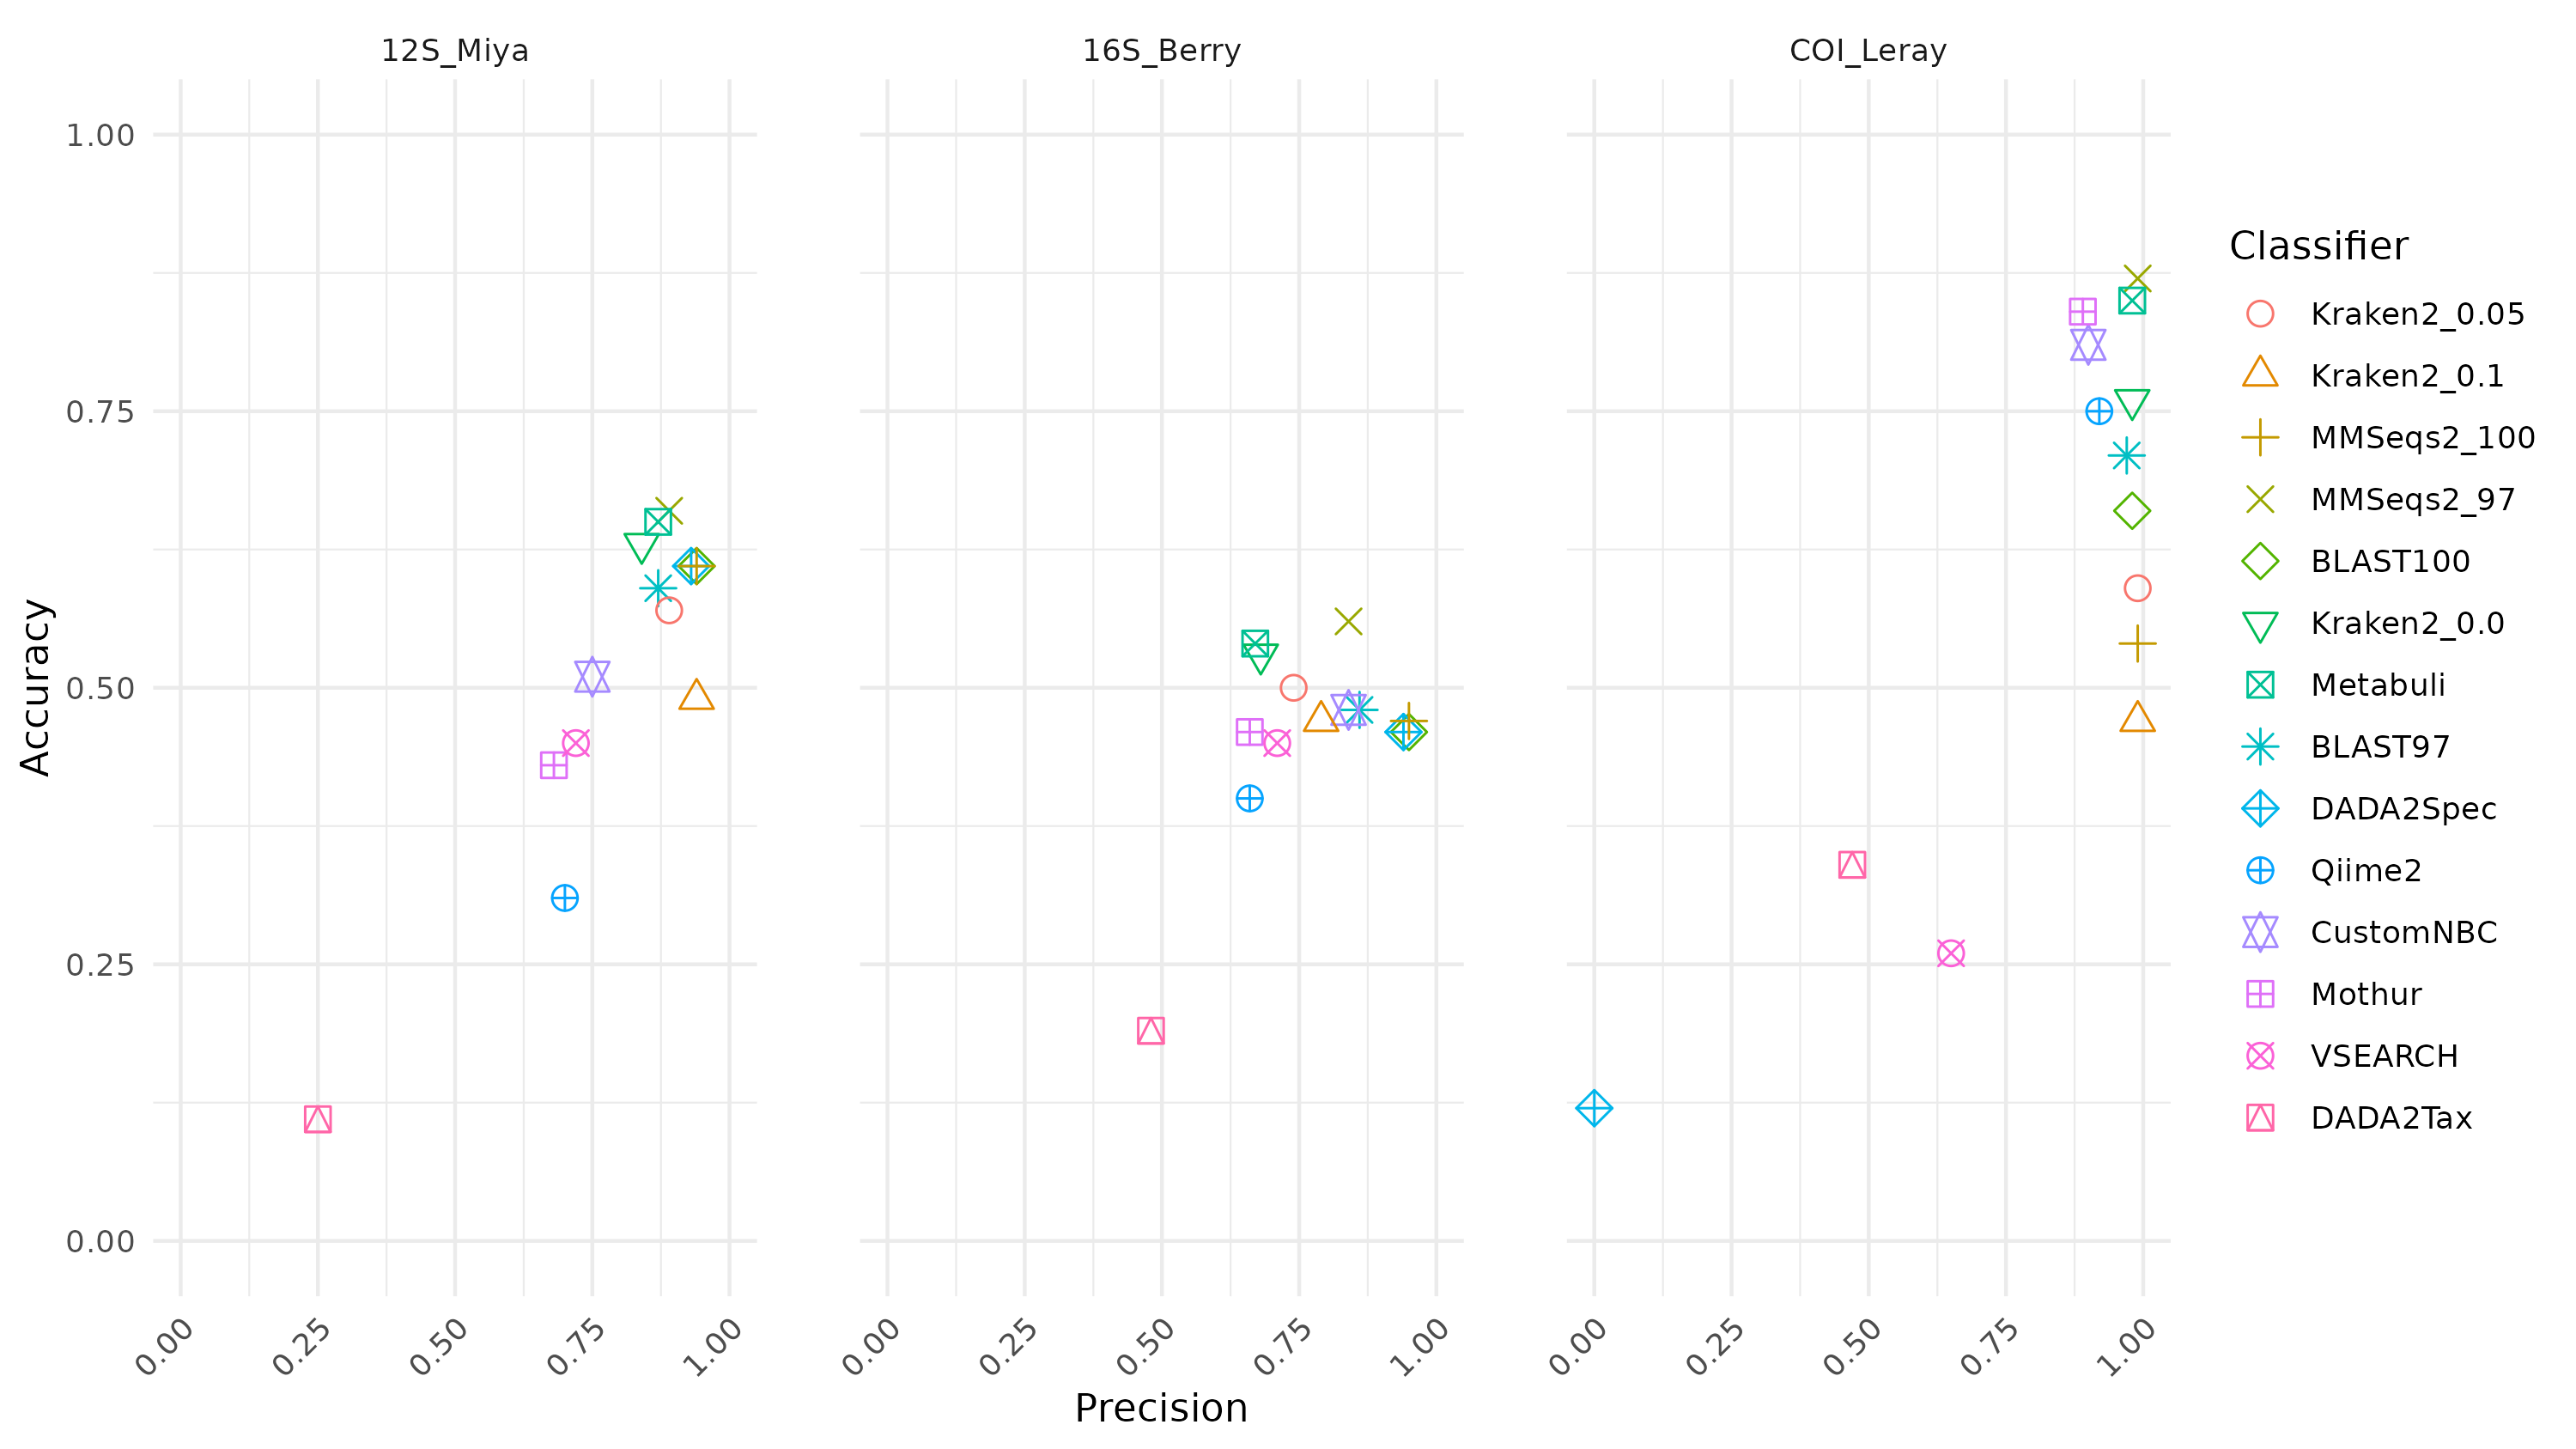 12S_Miya
16S_Berry
COI_Leray
1.00
0.75
0.50
0.25
0.00
Accuracy
0.00
0.25
0.50
0.75
1.00
0.00
0.25
0.50
0.75
1.00
0.00
0.25
0.50
0.75
1.00
Precision
Classifier
Kraken2_0.05
Kraken2_0.1
MMSeqs2_100
MMSeqs2_97
BLAST100
Kraken2_0.0
Metabuli
BLAST97
DADA2Spec
Qiime2
CustomNBC
Mothur
VSEARCH
DADA2Tax